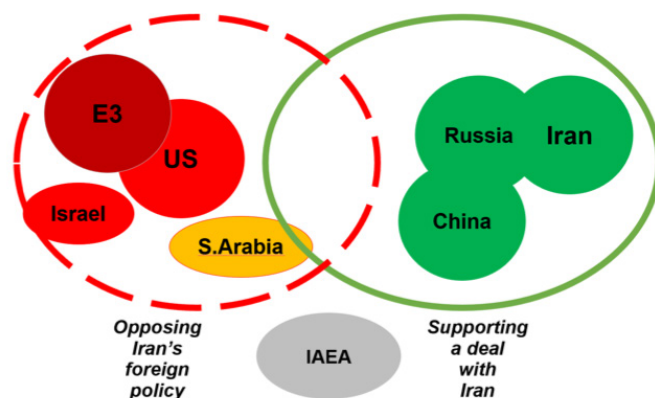 E3
US
Israel
S.Arabia
Russia
Iran
China
Opposing
Iran's
foreign
policy
IAEA
Supporting
a deal
with
Iran